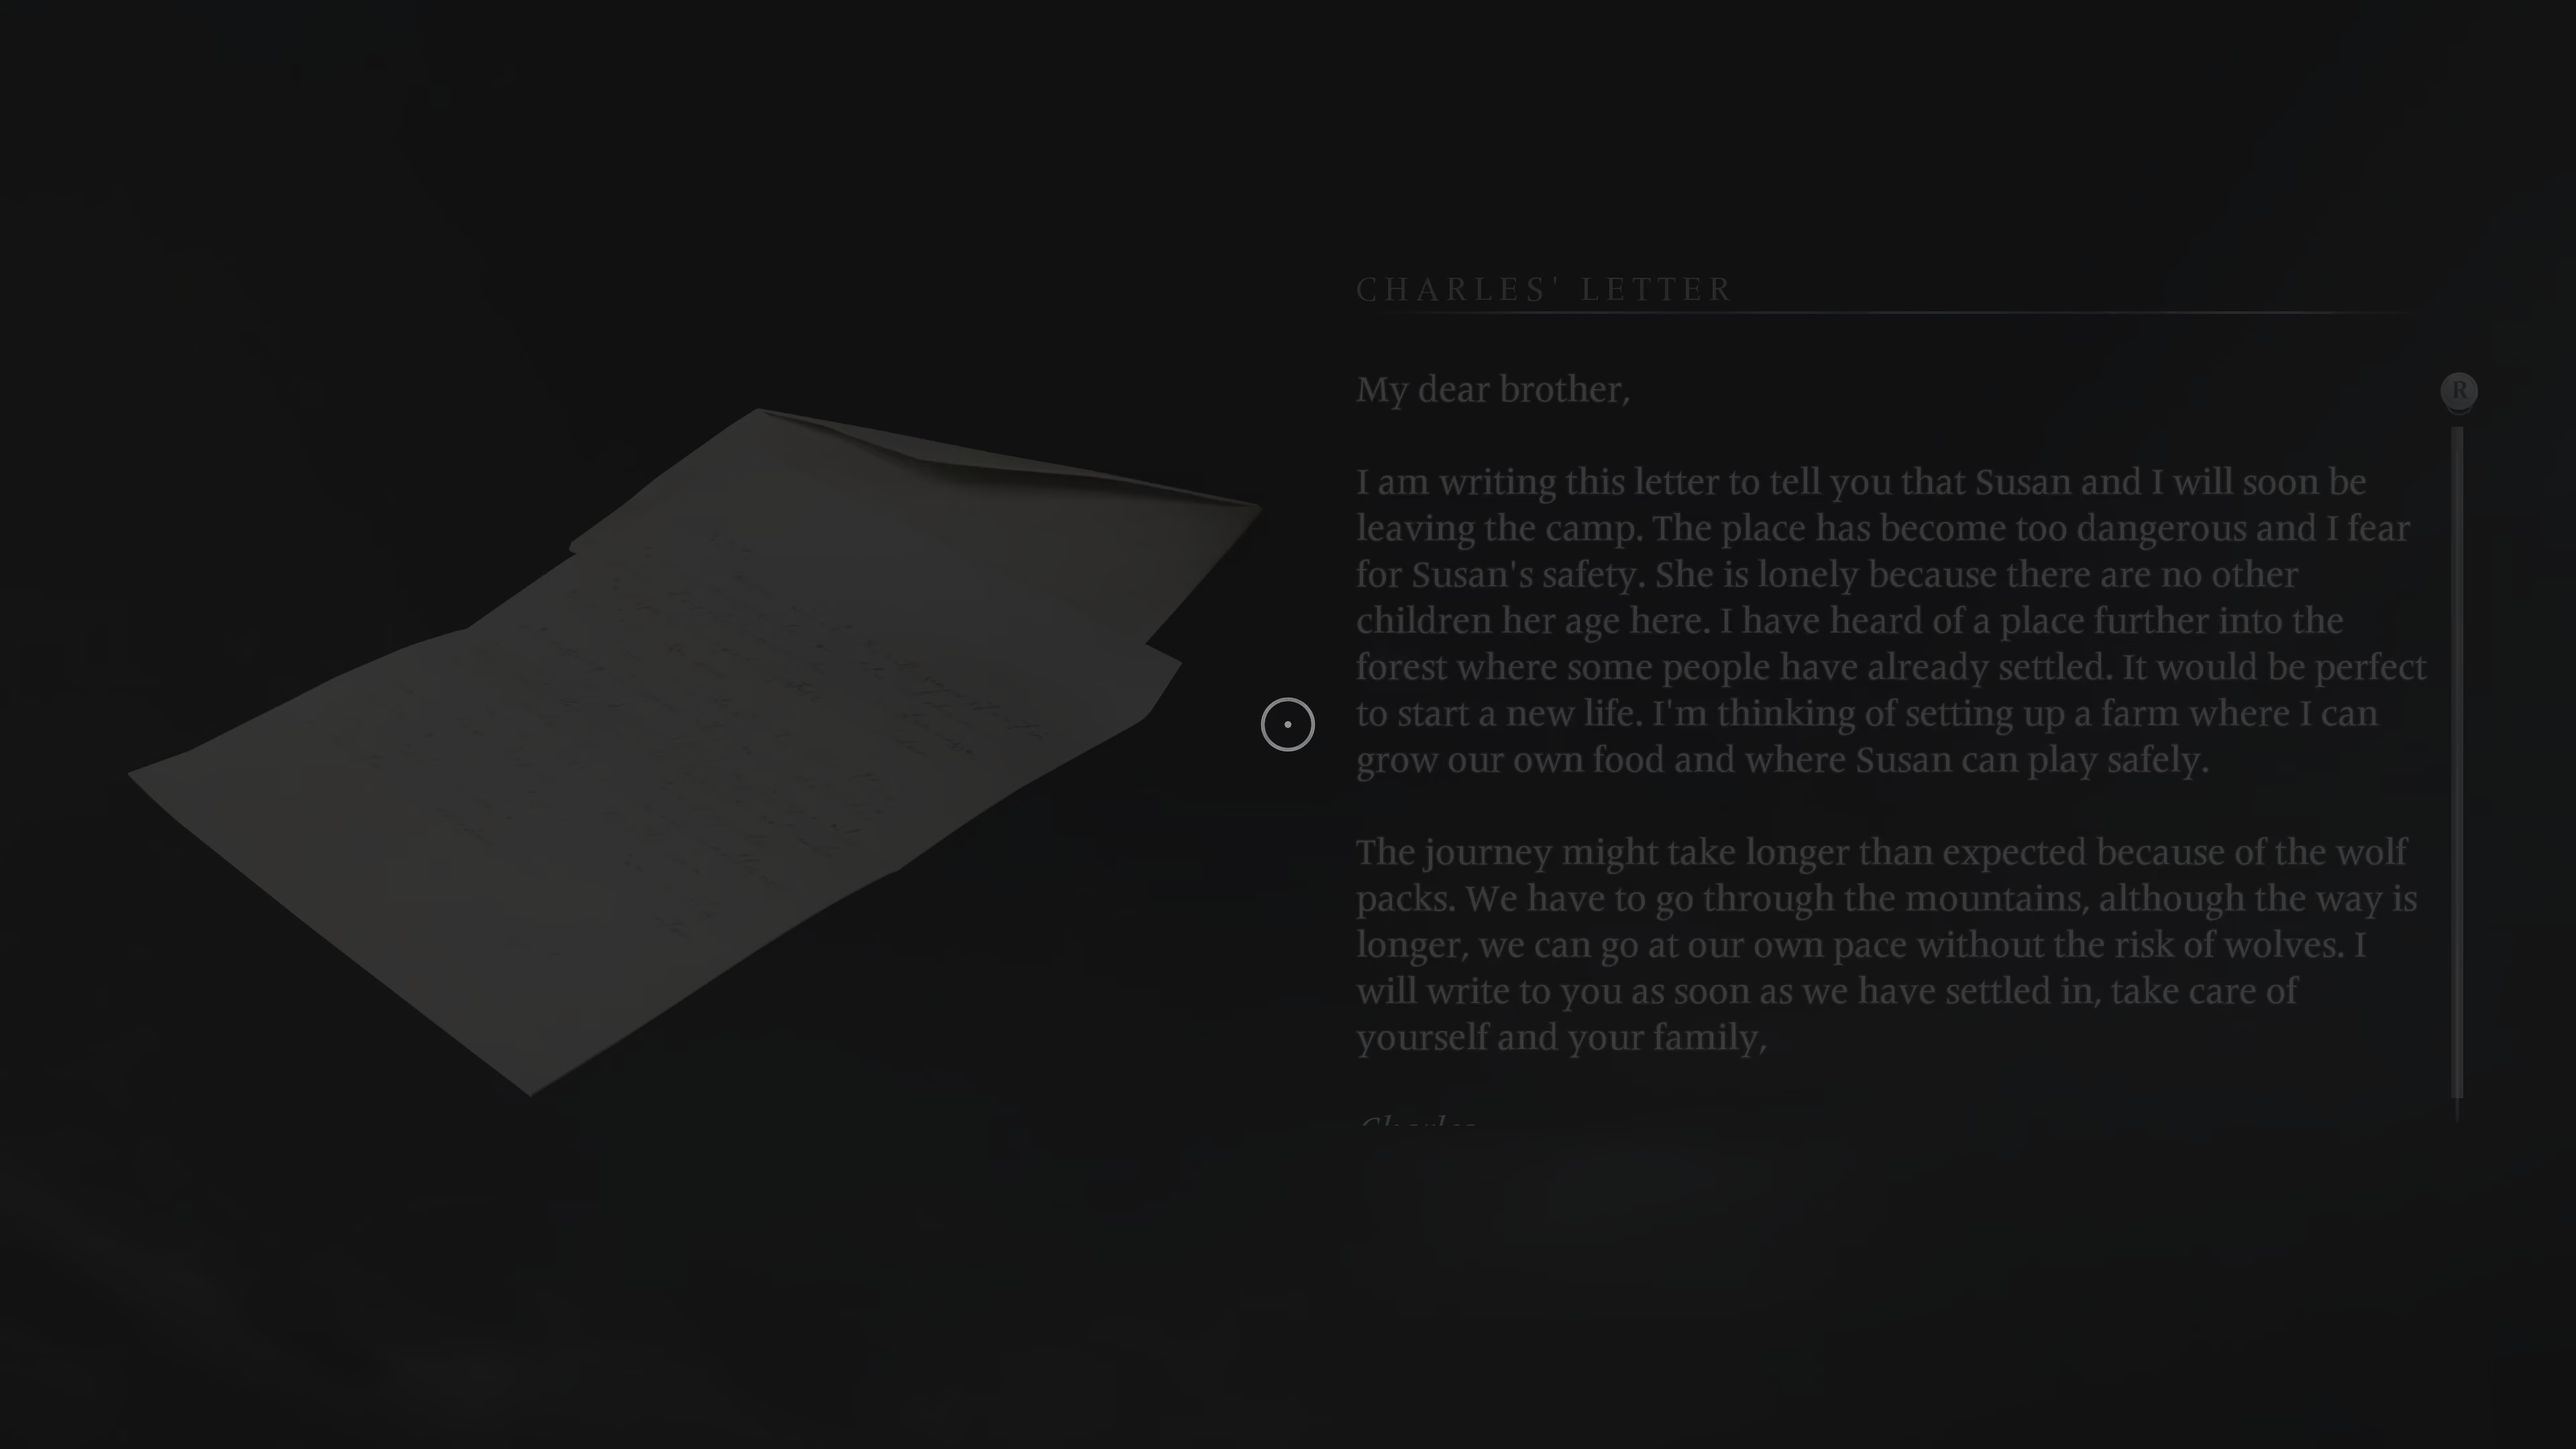 CHARLES' LETTER
My dear brother,
I am writing this letter to tell you that Susan and I will soon be
leaving the camp. The place has become too dangerous and I fear
for Susan's safety. She is lonely because there are no other
children her age here. I have heard of a place further into the
forest where some people have already settled. It would be perfect
to start a new life. I'm thinking of setting up a farm where I can
grow our own food and where Susan can play safely.
The journey might take longer than expected because of the wolf
packs. We have to go through the mountains, although the way is
longer, we can go at our own pace without the risk of wolves. I
will write to you as soon as we have settled in, take care of
yourself and your family,
Charles
R